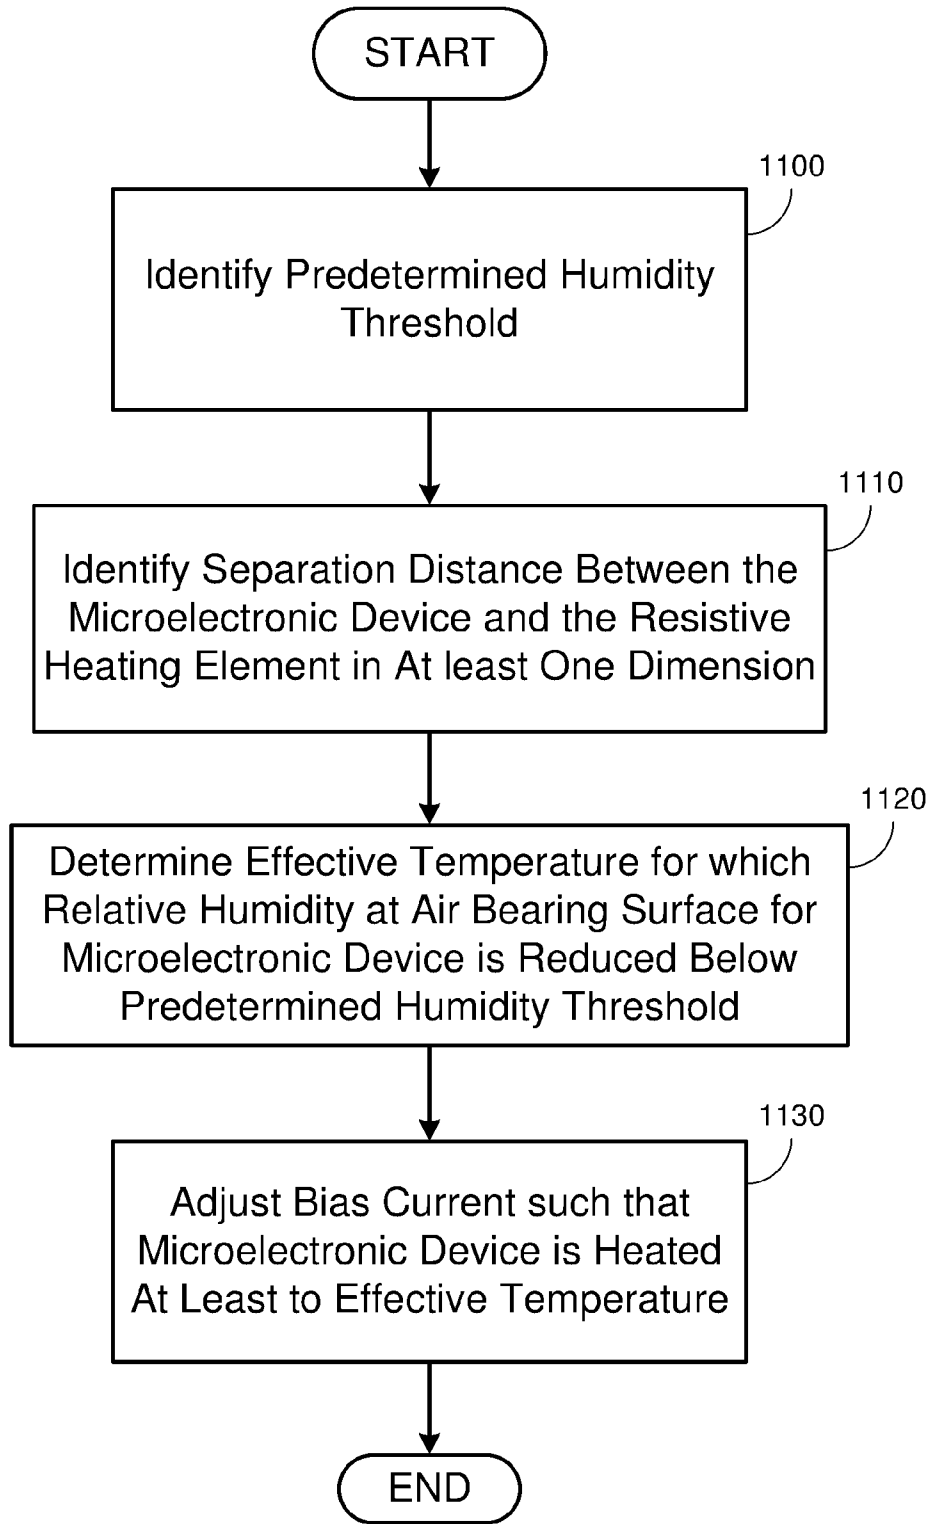 START
1100
Identify Predetermined Humidity
Threshold
1110
Identify Separation Distance Between the
Microelectronic Device and the Resistive
Heating Element in At least One Dimension
1120
Determine Effective Temperature for which
Relative Humidity at Air Bearing Surface for
Microelectronic Device is Reduced Below
Predetermined Humidity Threshold
1130
Adjust Bias Current such that
Microelectronic Device is Heated
At Least to Effective Temperature
END